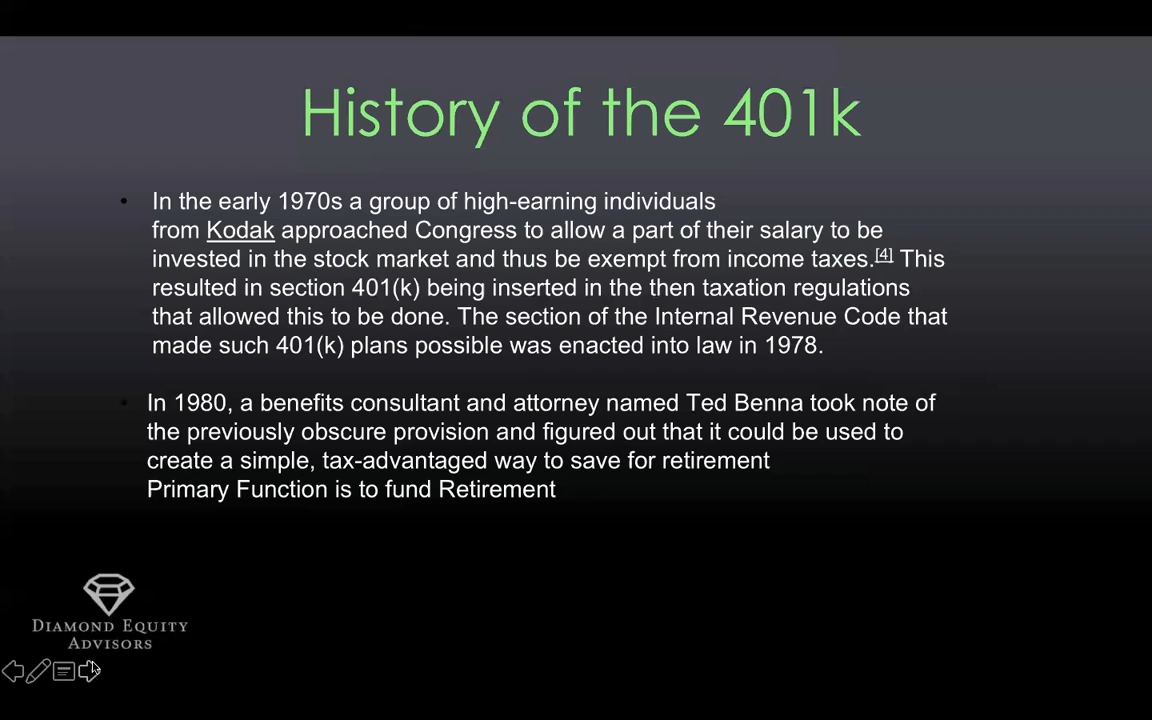 History of the 401k
• In the early 1970s a group of high-earning individuals
from Kodak approached Congress to allow a part of their salary to be
invested in the stock market and thus be exempt from income taxes.[4] This
resulted in section 401(k) being inserted in the then taxation regulations
that allowed this to be done. The section of the Internal Revenue Code that
made such 401(k) plans possible was enacted into law in 1978.
• In 1980, a benefits consultant and attorney named Ted Benna took note of
the previously obscure provision and figured out that it could be used to
create a simple, tax-advantaged way to save for retirement
Primary Function is to fund Retirement
DIAMOND EQUITY
ADVISORS